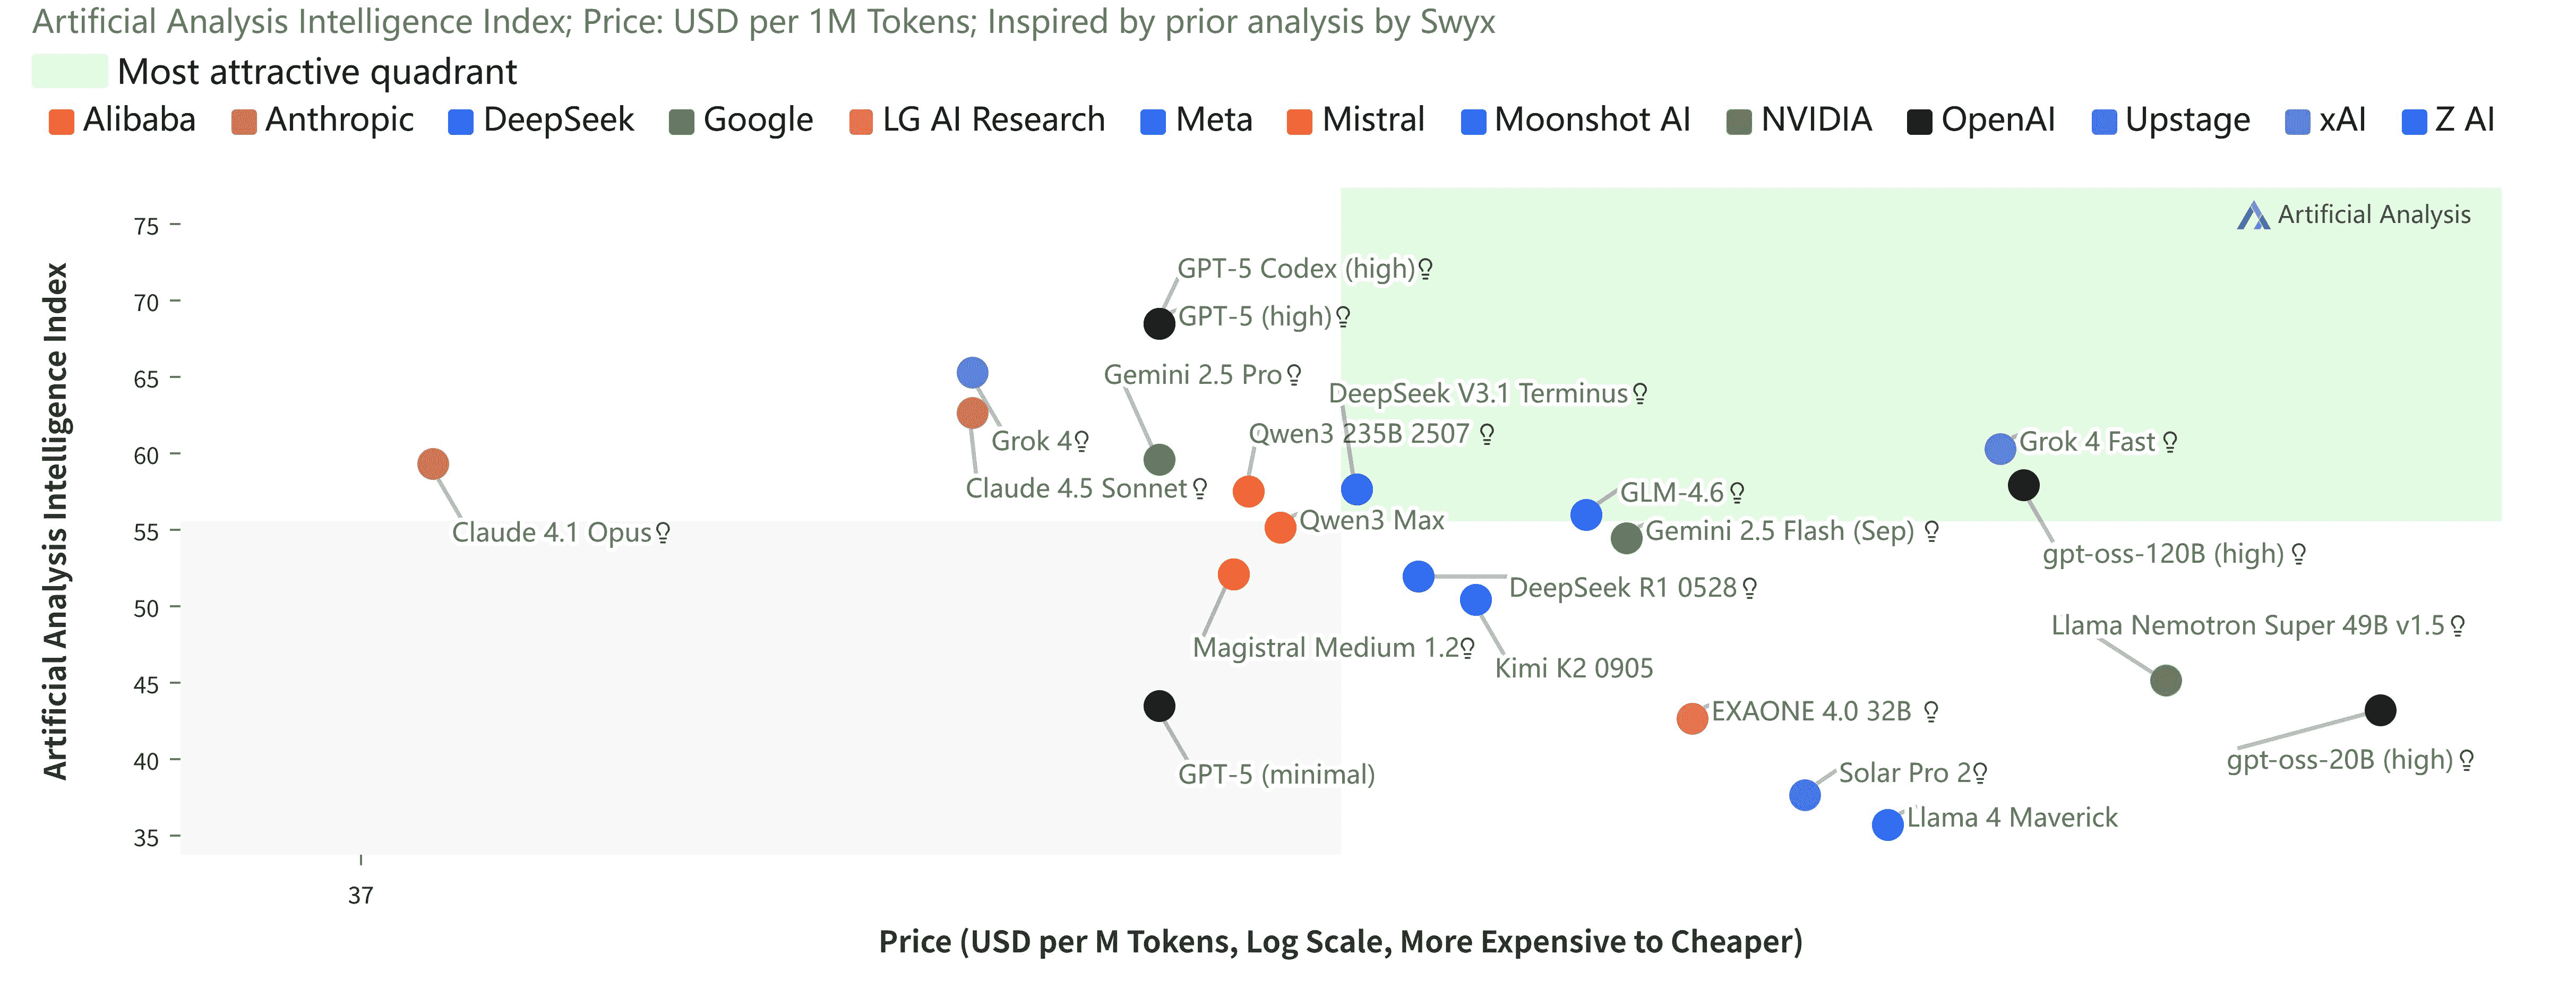 Artificial Analysis Intelligence Index; Price: USD per 1M Tokens; Inspired by prior analysis by Swyx
Most attractive quadrant
Alibaba Anthropic DeepSeek Google LG AI Research Meta Mistral Moonshot AI NVIDIA OpenAI Upstage xAI Z AI
Artificial Analysis
Artificial Analysis Intelligence Index
75
70
65
60
55
50
45
40
35
GPT-5 Codex (high)
GPT-5 (high)
Gemini 2.5 Pro
DeepSeek V3.1 Terminus
Qwen3 235B 2507
Grok 4
Grok 4 Fast
Claude 4.5 Sonnet
GLM-4.6
Qwen3 Max
Claude 4.1 Opus
Gemini 2.5 Flash (Sep)
gpt-oss-120B (high)
DeepSeek R1 0528
Llama Nemotron Super 49B v1.5
Magistral Medium 1.2
Kimi K2 0905
EXAONE 4.0 32B
gpt-oss-20B (high)
GPT-5 (minimal)
Solar Pro 2
Llama 4 Maverick
37
Price (USD per M Tokens, Log Scale, More Expensive to Cheaper)